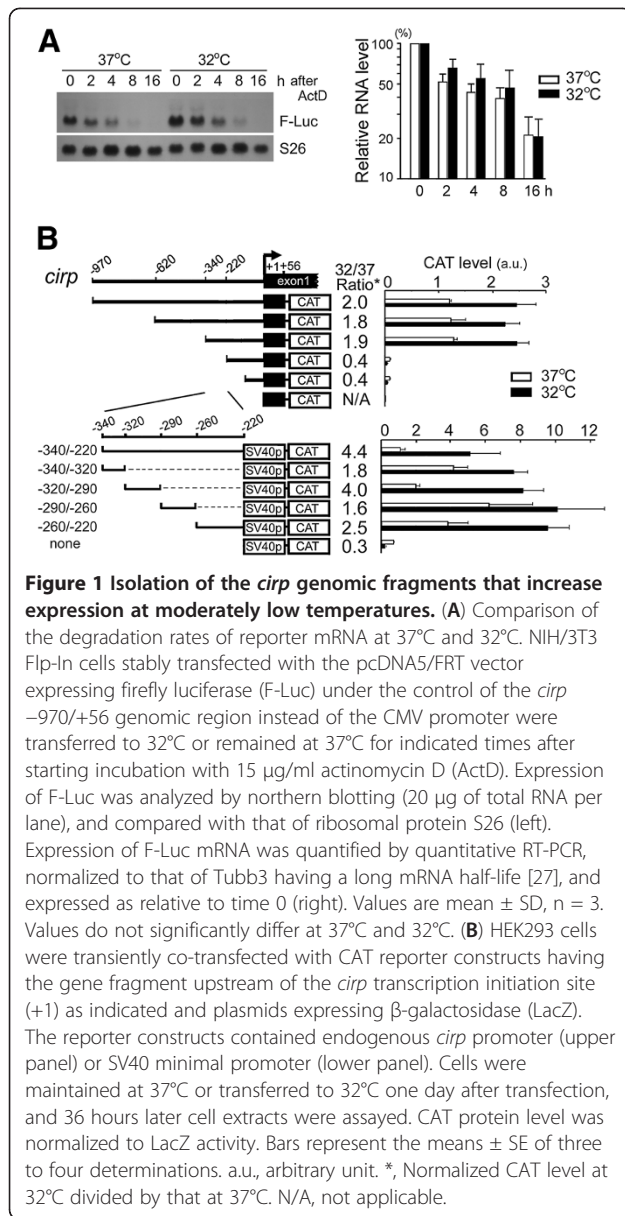 A
37°C 32°C
0 2 4 8 16 0 2 4 8 16 h after
ActD
F-Luc
S26
(%)
100
50
20
10
Relative RNA level
37°C
32°C
0 2 4 8 16 h
B
-970 -620 -340 -220 +1+56
cirp
exon1
32/37
Ratio*
CAT level (a.u.)
0 1 2 3
CAT 2.0
CAT 1.8
CAT 1.9
CAT 0.4
CAT 0.4
CAT N/A
37°C
32°C
-340 -320 -290 -260 -220
0 2 4 6 8 10 12
-340/-220 SV40p CAT 4.4
-340/-320 SV40p CAT 1.8
-320/-290 SV40p CAT 4.0
-290/-260 SV40p CAT 1.6
-260/-220 SV40p CAT 2.5
none SV40p CAT 0.3
Figure 1 Isolation of the cirp genomic fragments that increase
expression at moderately low temperatures. (A) Comparison of
the degradation rates of reporter mRNA at 37°C and 32°C. NIH/3T3
Flp-In cells stably transfected with the pcDNA5/FRT vector
expressing firefly luciferase (F-Luc) under the control of the cirp
−970/+56 genomic region instead of the CMV promoter were
transferred to 32°C or remained at 37°C for indicated times after
starting incubation with 15 μg/ml actinomycin D (ActD). Expression
of F-Luc was analyzed by northern blotting (20 μg of total RNA per
lane), and compared with that of ribosomal protein S26 (left).
Expression of F-Luc mRNA was quantified by quantitative RT-PCR,
normalized to that of Tubb3 having a long mRNA half-life [27], and
expressed as relative to time 0 (right). Values are mean ± SD, n = 3.
Values do not significantly differ at 37°C and 32°C. (B) HEK293 cells
were transiently co-transfected with CAT reporter constructs having
the gene fragment upstream of the cirp transcription initiation site
(+1) as indicated and plasmids expressing β-galactosidase (LacZ).
The reporter constructs contained endogenous cirp promoter (upper
panel) or SV40 minimal promoter (lower panel). Cells were
maintained at 37°C or transferred to 32°C one day after transfection,
and 36 hours later cell extracts were assayed. CAT protein level was
normalized to LacZ activity. Bars represent the means ± SE of three
to four determinations. a.u., arbitrary unit. *, Normalized CAT level at
32°C divided by that at 37°C. N/A, not applicable.